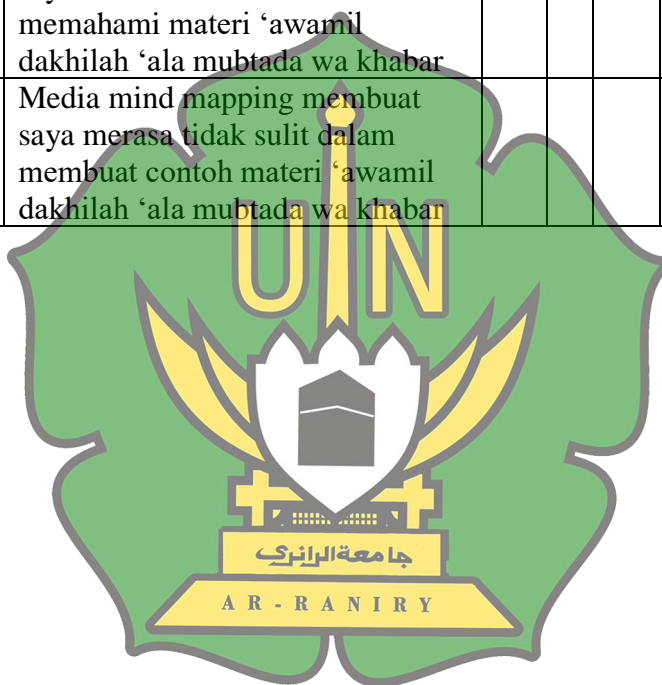 memahami materi ‘awamil
dakhilah ‘ala mubtada wa khabar
Media mind mapping membuat
saya merasa tidak sulit dalam
membuat contoh materi ‘awamil
dakhilah ‘ala mubtada wa khabar
UIN
جامعة الرانري
AR-RANIRY